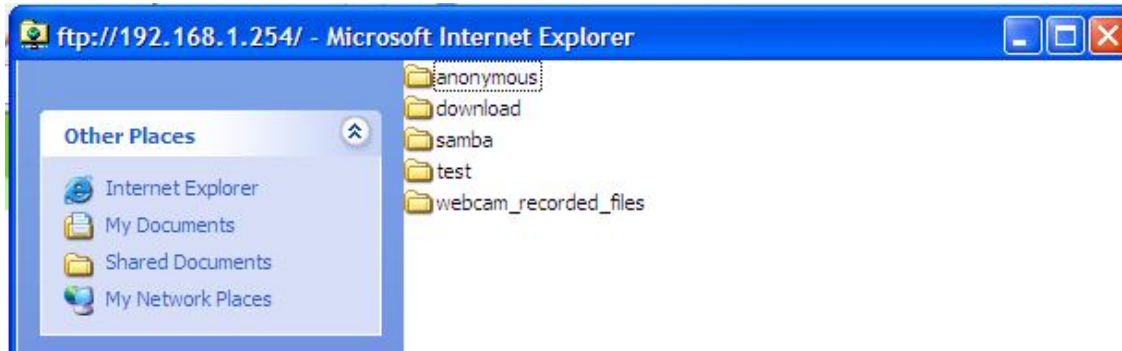 ftp://192.168.1.254/ - Microsoft Internet Explorer
Other Places
Internet Explorer
My Documents
Shared Documents
My Network Places
anonymous
download
samba
test
webcam_recorded_files